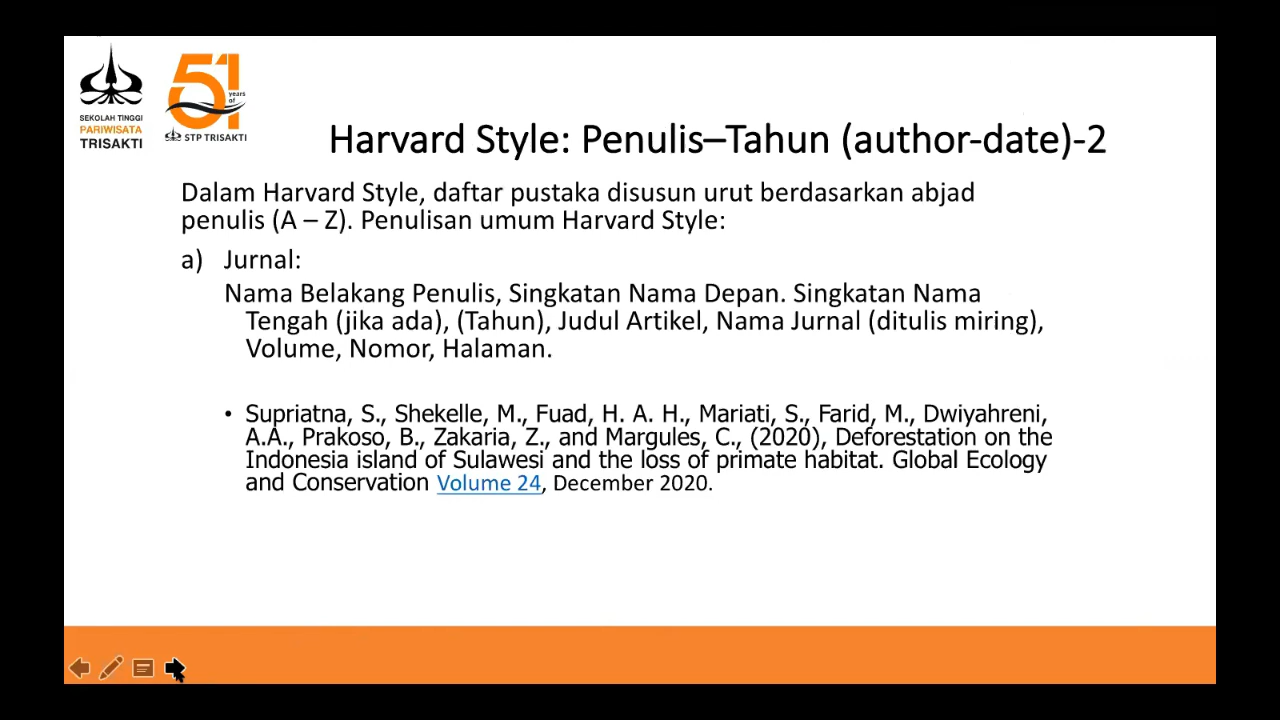 SEKOLAH TINGGI
PARIWISATA
TRISAKTI
51
years
of
STP TRISAKTI
Harvard Style: Penulis–Tahun (author-date)-2
Dalam Harvard Style, daftar pustaka disusun urut berdasarkan abjad
penulis (A – Z). Penulisan umum Harvard Style:
a) Jurnal:
Nama Belakang Penulis, Singkatan Nama Depan. Singkatan Nama
Tengah (jika ada), (Tahun), Judul Artikel, Nama Jurnal (ditulis miring),
Volume, Nomor, Halaman.
• Supriatna, S., Shekelle, M., Fuad, H. A. H., Mariati, S., Farid, M., Dwiyahreni,
A.A., Prakoso, B., Zakaria, Z., and Margules, C., (2020), Deforestation on the
Indonesia island of Sulawesi and the loss of primate habitat. Global Ecology
and Conservation Volume 24, December 2020.